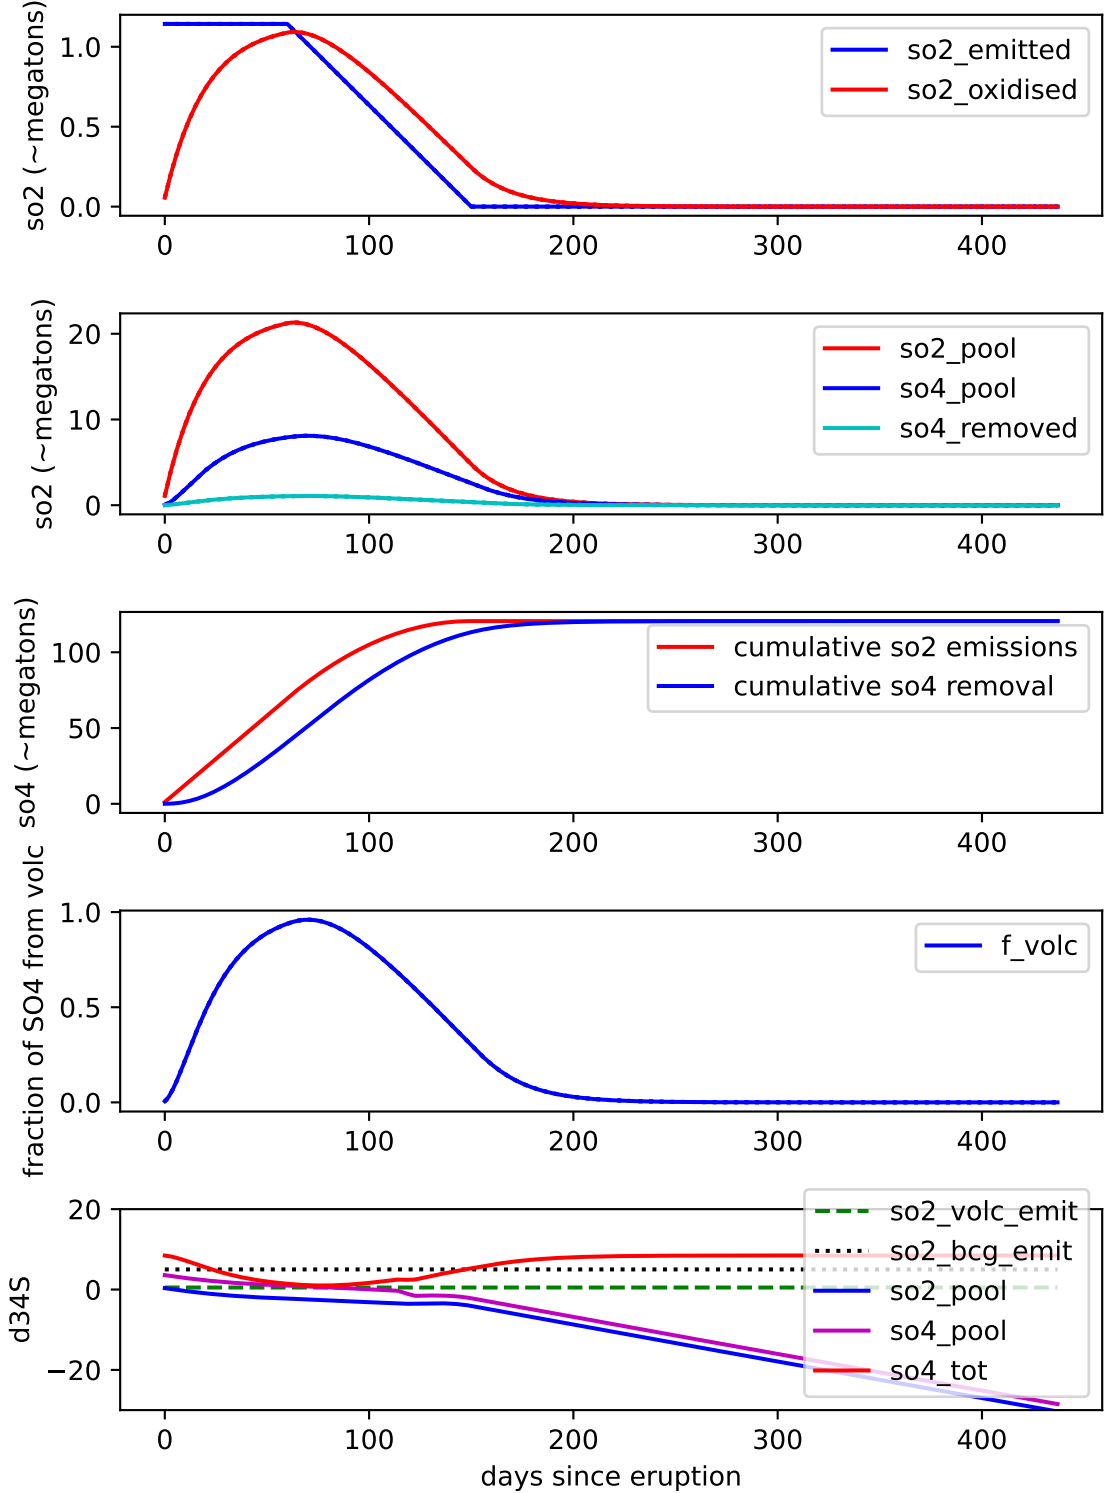 so2 (~megatons)
1.0
0.5
0.0
so2_emitted
so2_oxidised
0 100 200 300 400
so2 (~megatons)
20
10
0
so2_pool
so4_pool
so4_removed
0 100 200 300 400
so4 (~megatons)
100
50
0
cumulative so2 emissions
cumulative so4 removal
0 100 200 300 400
fraction of SO4 from volc
1.0
0.5
0.0
f_volc
0 100 200 300 400
d34S
20
0
−20
so2_volc_emit
so2_bcg_emit
so2_pool
so4_pool
so4_tot
0 100 200 300 400
days since eruption